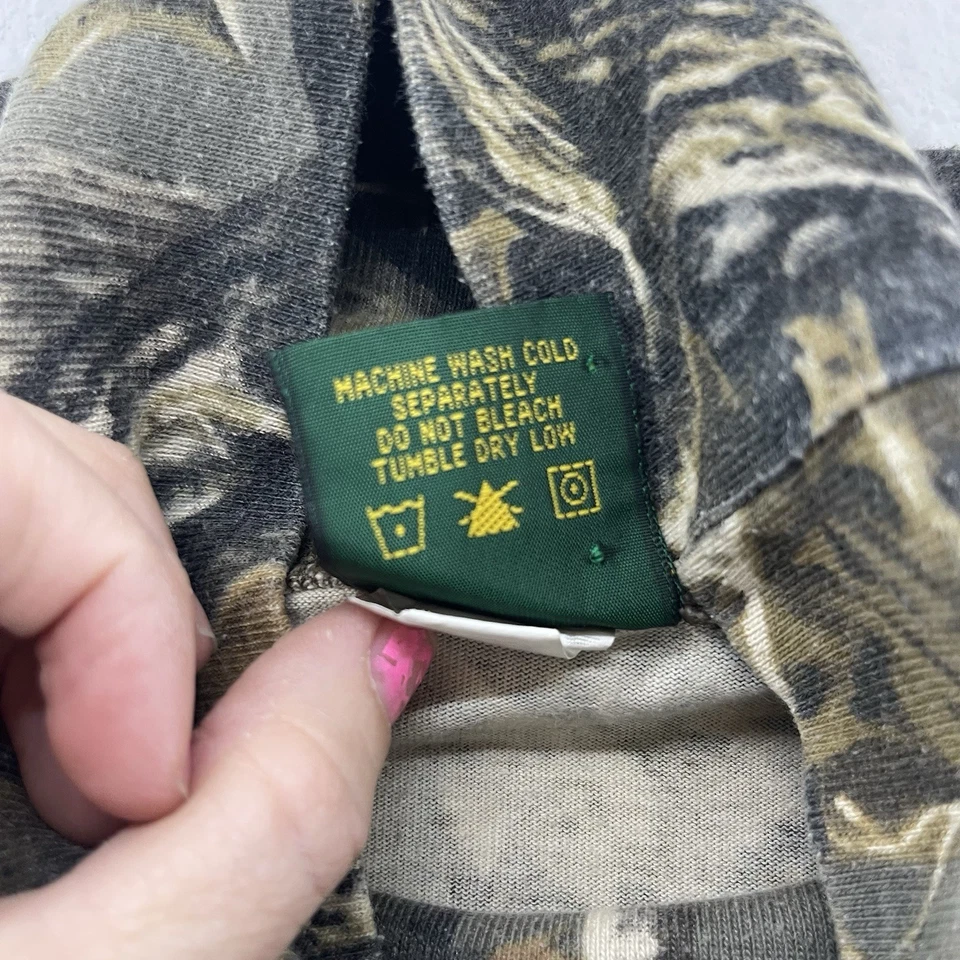 MACHINE WASH COLD
SEPARATELY
DO NOT BLEACH
TUMBLE DRY LOW